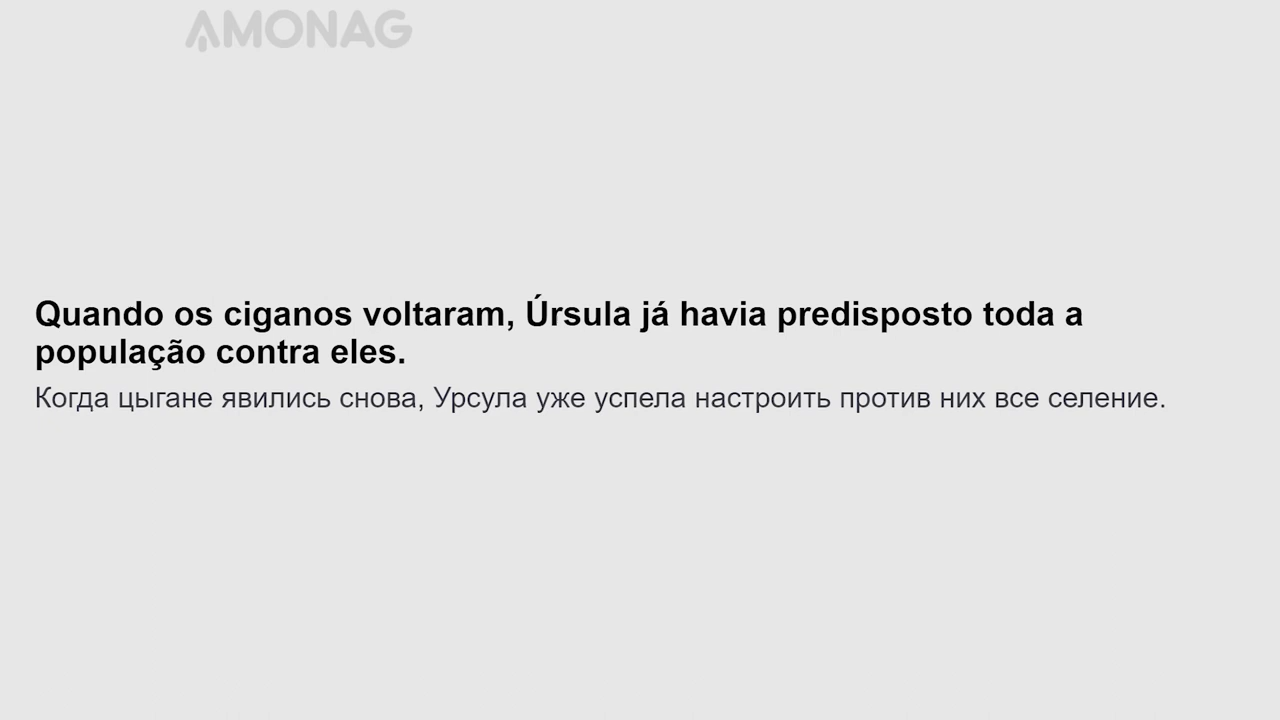 AMONAG
Quando os ciganos voltaram, Úrsula já havia predisposto toda a
população contra eles.
Когда цыгане явились снова, Урсула уже успела настроить против них все селение.